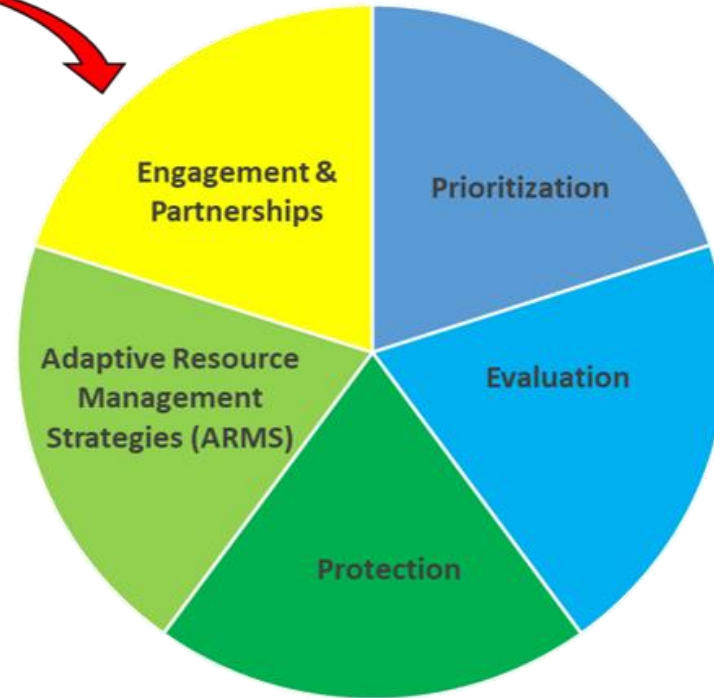 Engagement &
Partnerships
Prioritization
Adaptive Resource
Management
Strategies (ARMS)
Evaluation
Protection